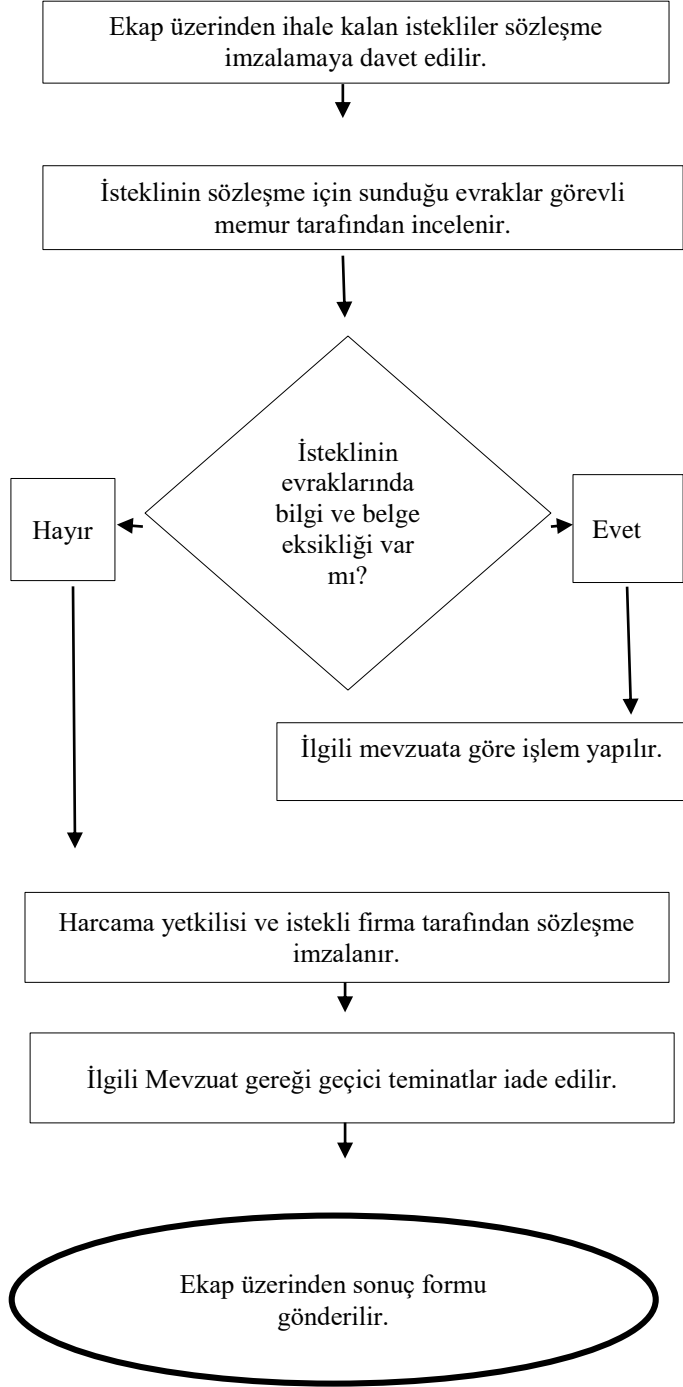 Ekap üzerinden ihale kalan istekliler sözleşme
imzalamaya davet edilir.
İsteklinin sözleşme için sunduğu evraklar görevli
memur tarafından incelenir.
İsteklinin
evraklarında
bilgi ve belge
eksikliği var
mı?
Hayır
Evet
İlgili mevzuata göre işlem yapılır.
Harcama yetkilisi ve istekli firma tarafından sözleşme
imzalanır.
İlgili Mevzuat gereği geçici teminatlar iade edilir.
Ekap üzerinden sonuç formu
gönderilir.